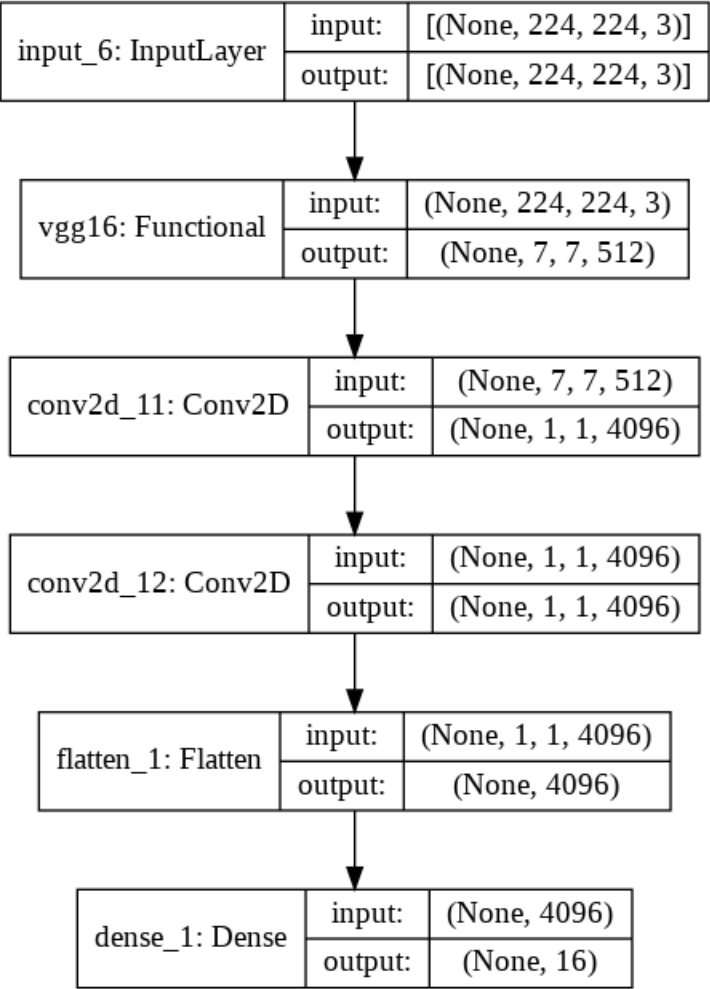 input_6: InputLayer
input:
[(None, 224, 224, 3)]
output:
[(None, 224, 224, 3)]
vgg16: Functional
input:
(None, 224, 224, 3)
output:
(None, 7, 7, 512)
conv2d_11: Conv2D
input:
(None, 7, 7, 512)
output:
(None, 1, 1, 4096)
conv2d_12: Conv2D
input:
(None, 1, 1, 4096)
output:
(None, 1, 1, 4096)
flatten_1: Flatten
input:
(None, 1, 1, 4096)
output:
(None, 4096)
dense_1: Dense
input:
(None, 4096)
output:
(None, 16)